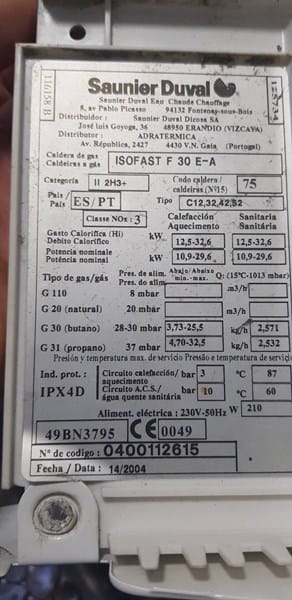 116158 B
128734
Saunier Duval
Saunier Duval Eau Chaude Chauffage
8, av Pablo Picasso 94132 Fontenay-sous-Bois
Distribuidor : Saunier Duval Dicosa SA
José luis Goyoga, 36 48950 ERANDIO (VIZCAYA)
Distributor : ADRATERMICA
Av. República, 2427 4430 V.N. Gaia (Portugal)
Caldera de gas
Caldeiras a gás ISOFAST F 30 E-A
Categoría II 2H3+ Codo caldera/ caldeiras (Nº15) 75
País / País ES/PT Tipo C12,32,42,52
Classe NOx: 3 Calefacción Aquecimento Sanitaria Sanitária
Gasto Calorífica (Hi)
Débito Calorífico kW 12,5-32,6 12,5-32,6
Potencia nominale
Potência nominal kW 10,9-29,6 10,9-29,6
Tipo de gas/gás Pres. de alim. Pres. de alim. Abajo/Abaixo min.-max. Q: (15ºC-1013 mbar)
G 110 8 mbar m3/h
G 20 (natural) 20 mbar m3/h
G 30 (butano) 28-30 mbar 3,73-25,5 kg/h 2,571
G 31 (propano) 37 mbar 4,70-32,5 kg/h 2,532
Presión y temperatura max. de servicio Pressão e temperatura de serviço
Ind. prot. : IPX4D
Circuito calefacción/ aquecimento bar 3 ºC 87
Circuito A.C.S./ água quente sanitária bar 10 ºC 60
Aliment. eléctrica : 230V-50Hz W 210
49BN3795 CE 0049
Nº de codigo : 0400112615
Fecha / Data : 14/2004